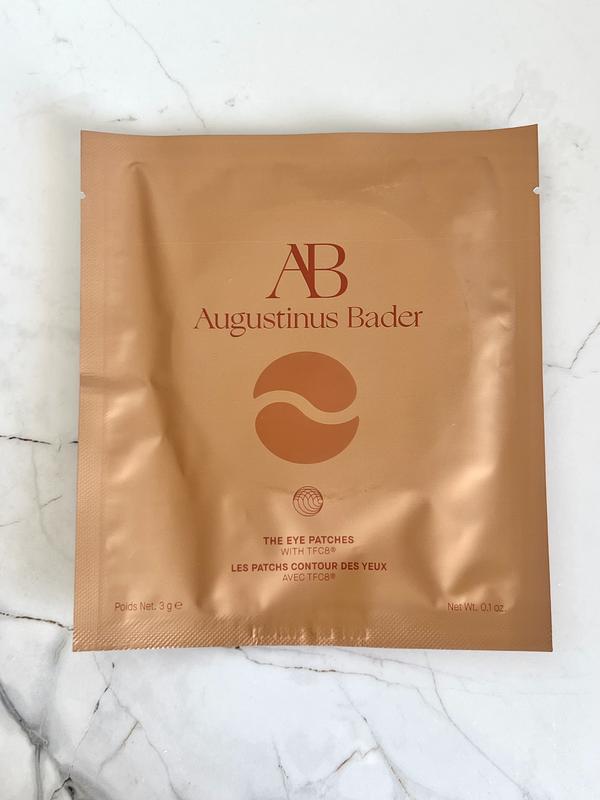 AB
Augustinus Bader
THE EYE PATCHES
WITH TFC8®
LES PATCHS CONTOUR DES YEUX
AVEC TFC8®
Poids Net. 3 g ℮
Net Wt. 0.1 oz.